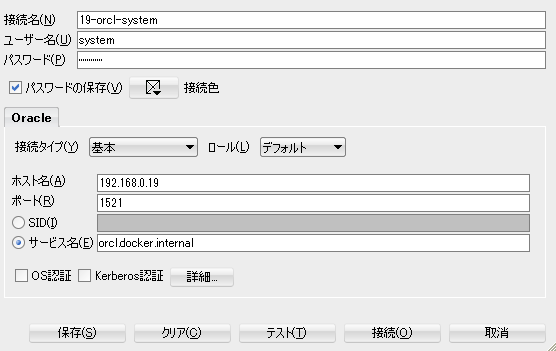 接続名(N) 19-orcl-system
ユーザー名(U) system
パスワード(P) ••••••••••
パスワードの保存(V) 接続色
Oracle
接続タイプ(Y) 基本 ロール(L) デフォルト
ホスト名(A) 192.168.0.19
ポート(R) 1521
SID(I)
サービス名(E) orcl.docker.internal
OS認証 Kerberos認証 詳細...
保存(S) クリア(C) テスト(T) 接続(O) 取消